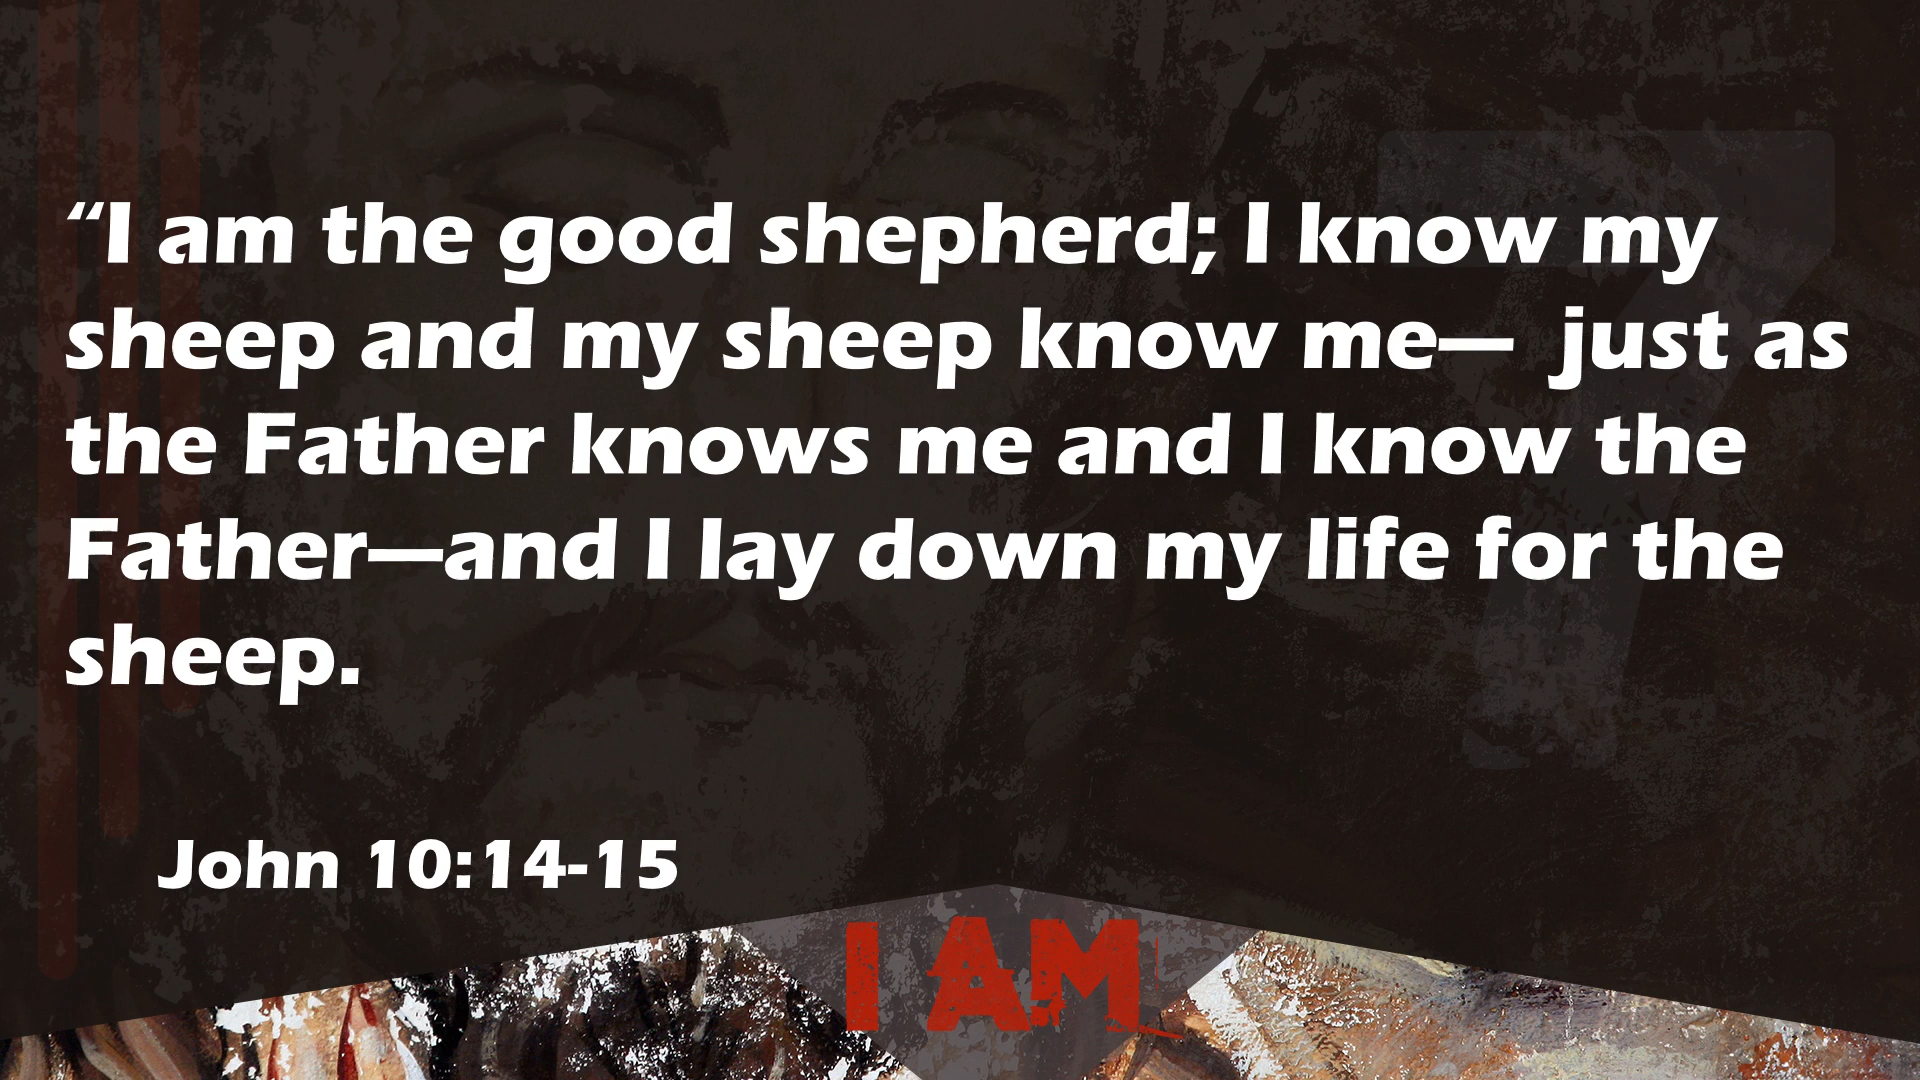 “I am the good shepherd; I know my
sheep and my sheep know me—  just as
the Father knows me and I know the
Father—and I lay down my life for the
sheep.
John 10:14-15
I AM